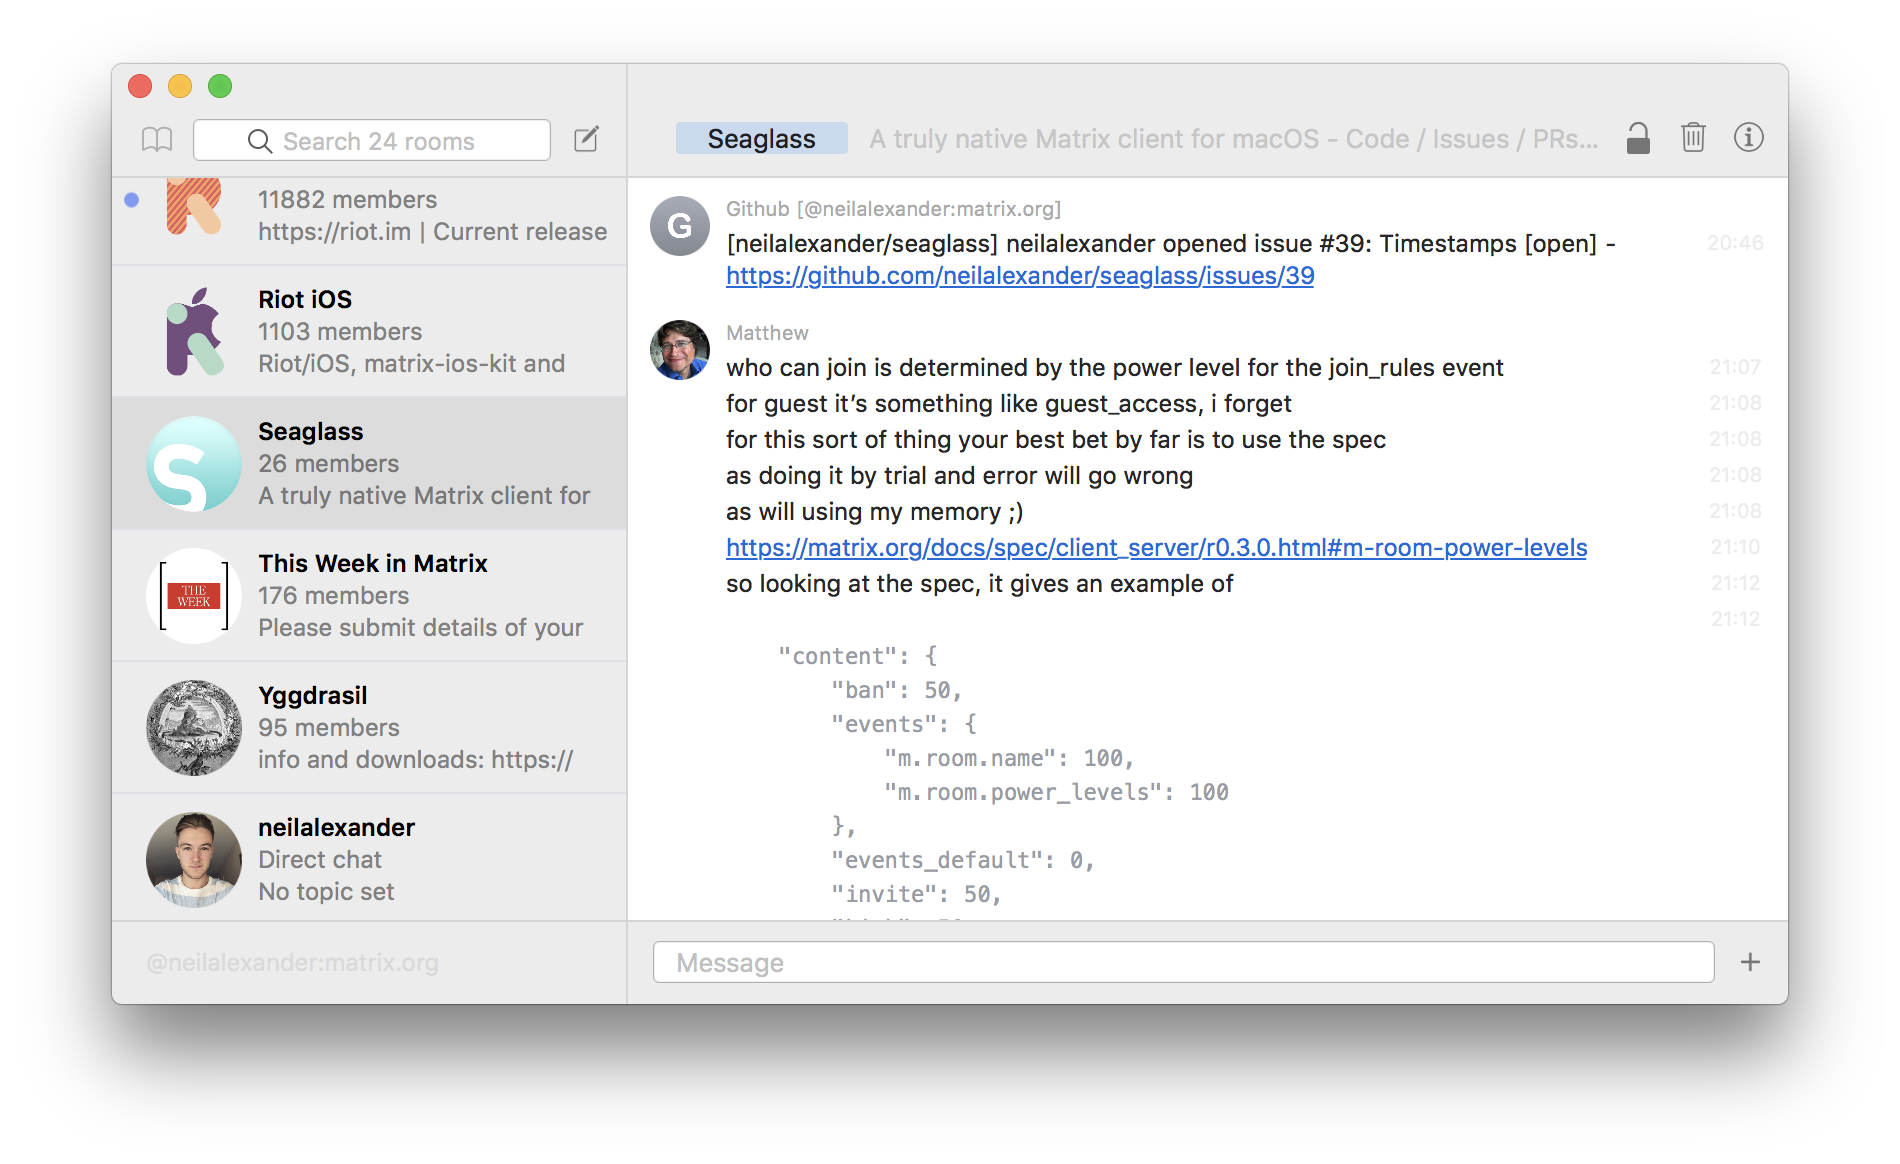 Search 24 rooms
11882 members
https://riot.im | Current release
Riot iOS
1103 members
Riot/iOS, matrix-ios-kit and
Seaglass
26 members
A truly native Matrix client for
THE
WEEK
This Week in Matrix
176 members
Please submit details of your
Yggdrasil
95 members
info and downloads: https://
neilalexander
Direct chat
No topic set
@neilalexander:matrix.org
Seaglass A truly native Matrix client for macOS - Code / Issues / PRs...
G
Github [@neilalexander:matrix.org]
[neilalexander/seaglass] neilalexander opened issue #39: Timestamps [open] - 20:46
https://github.com/neilalexander/seaglass/issues/39
Matthew
who can join is determined by the power level for the join_rules event 21:07
for guest it’s something like guest_access, i forget 21:08
for this sort of thing your best bet by far is to use the spec 21:08
as doing it by trial and error will go wrong 21:08
as will using my memory ;) 21:08
https://matrix.org/docs/spec/client_server/r0.3.0.html#m-room-power-levels 21:10
so looking at the spec, it gives an example of 21:12
21:12
"content": {
"ban": 50,
"events": {
"m.room.name": 100,
"m.room.power_levels": 100
},
"events_default": 0,
"invite": 50,
Message